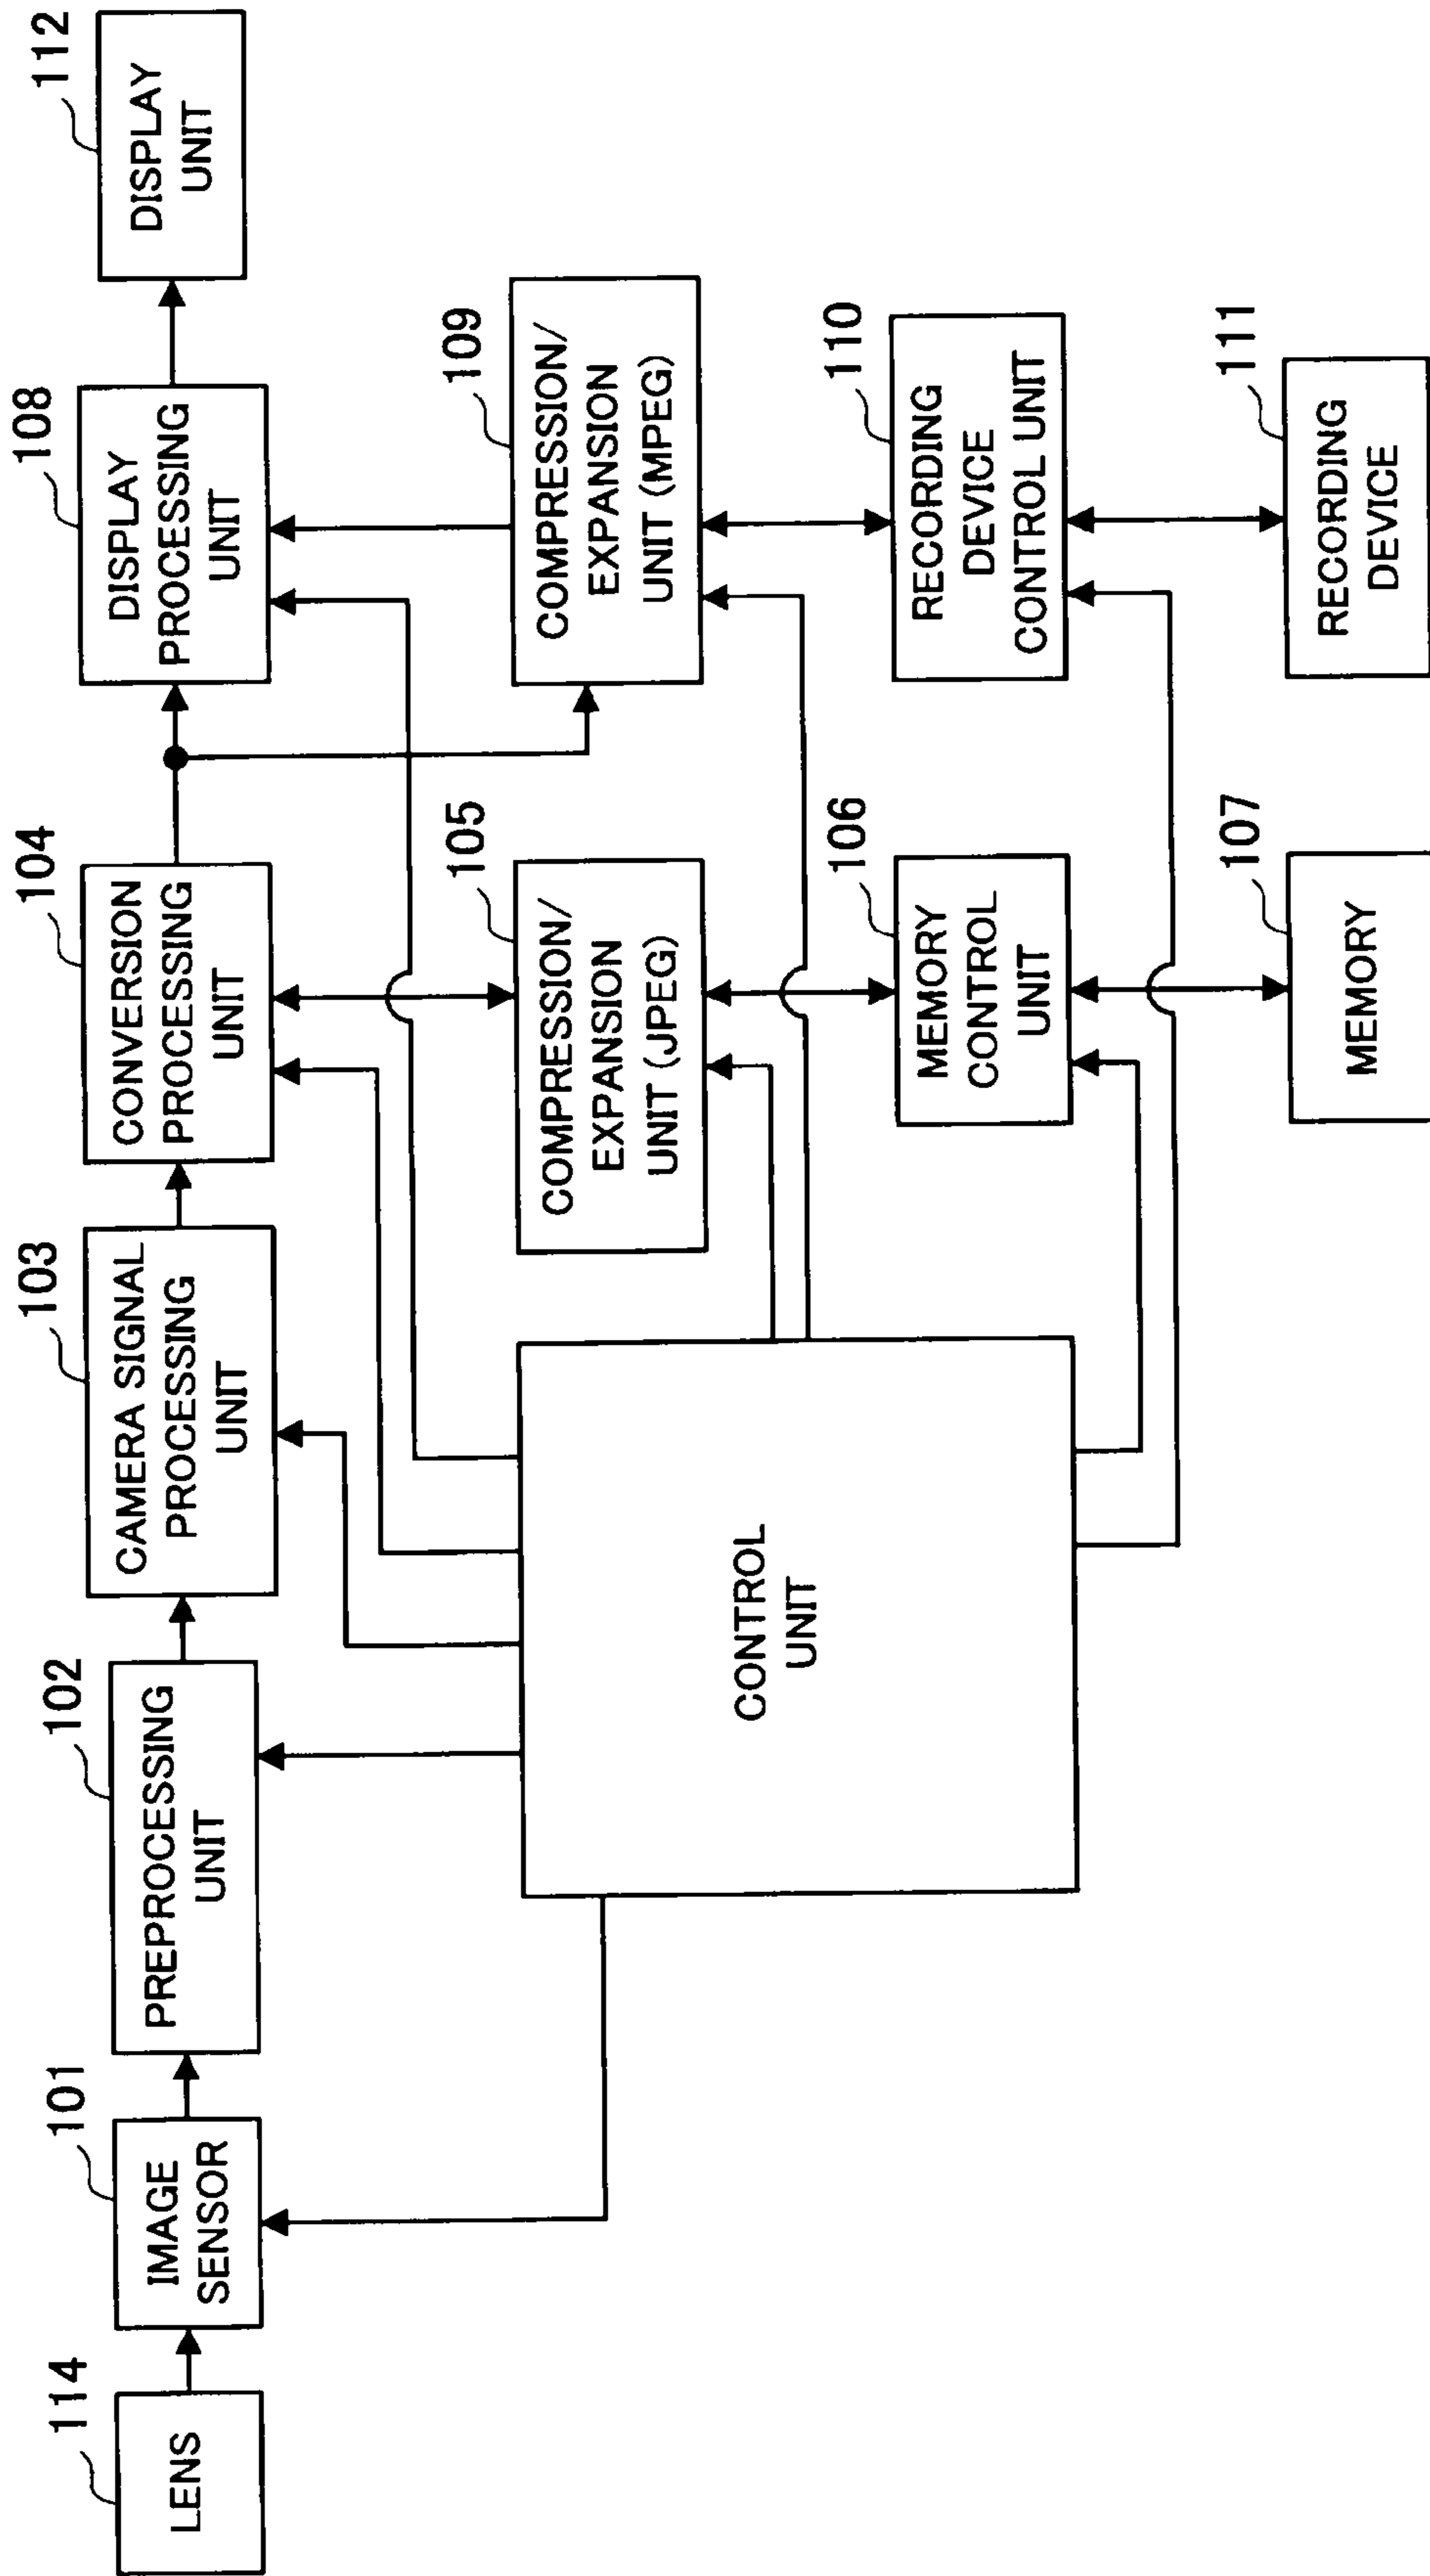 114
LENS
101
IMAGE
SENSOR
102
PREPROCESSING
UNIT
103
CAMERA SIGNAL
PROCESSING
UNIT
104
CONVERSION
PROCESSING
UNIT
108
DISPLAY
PROCESSING
UNIT
112
DISPLAY
UNIT
CONTROL
UNIT
105
COMPRESSION/
EXPANSION
UNIT (JPEG)
109
COMPRESSION/
EXPANSION
UNIT (MPEG)
106
MEMORY
CONTROL
UNIT
110
RECORDING
DEVICE
CONTROL UNIT
107
MEMORY
111
RECORDING
DEVICE